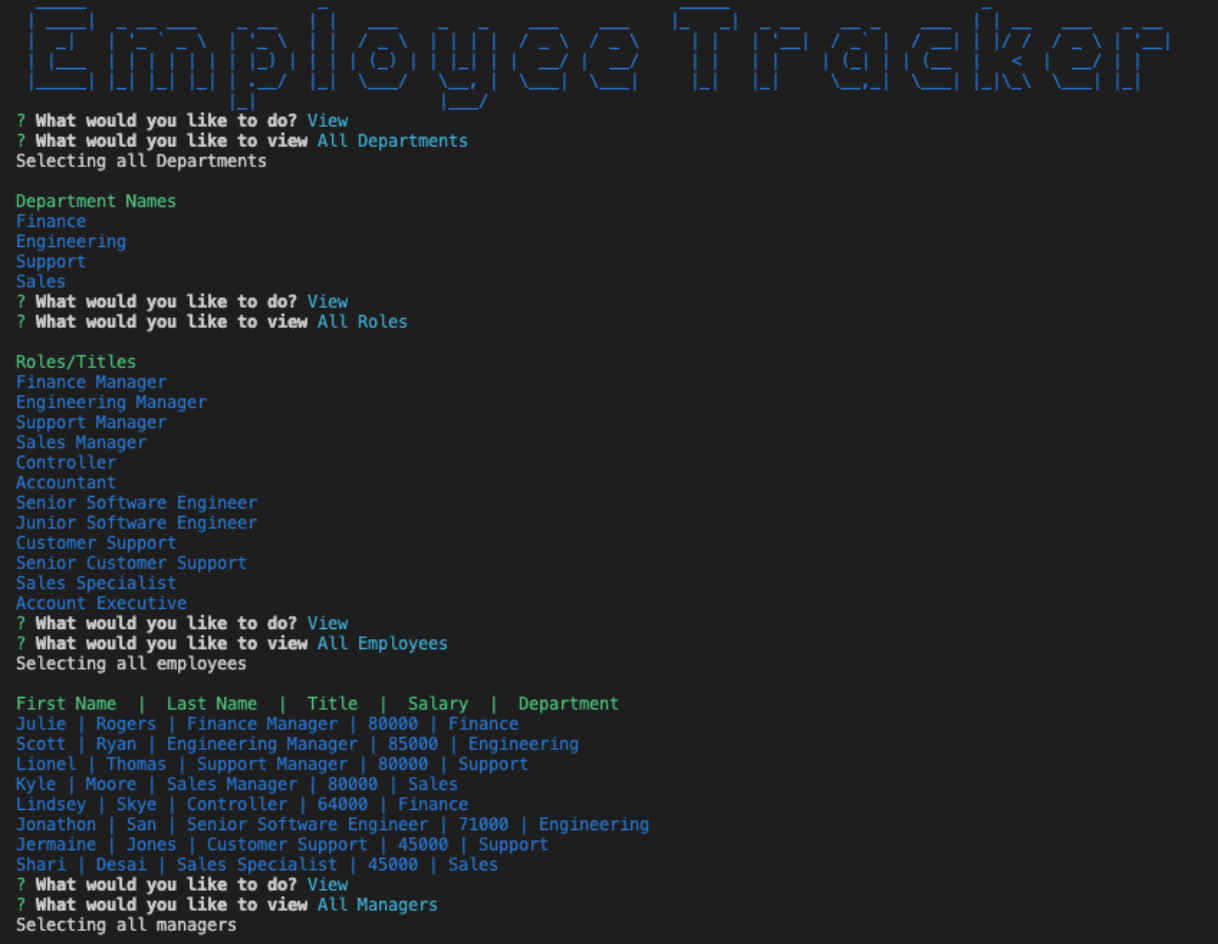 Employee Tracker
? What would you like to do? View
? What would you like to view All Departments
Selecting all Departments
Department Names
Finance
Engineering
Support
Sales
? What would you like to do? View
? What would you like to view All Roles
Roles/Titles
Finance Manager
Engineering Manager
Support Manager
Sales Manager
Controller
Accountant
Senior Software Engineer
Junior Software Engineer
Customer Support
Senior Customer Support
Sales Specialist
Account Executive
? What would you like to do? View
? What would you like to view All Employees
Selecting all employees
First Name | Last Name | Title | Salary | Department
Julie | Rogers | Finance Manager | 80000 | Finance
Scott | Ryan | Engineering Manager | 85000 | Engineering
Lionel | Thomas | Support Manager | 80000 | Support
Kyle | Moore | Sales Manager | 80000 | Sales
Lindsey | Skye | Controller | 64000 | Finance
Jonathon | San | Senior Software Engineer | 71000 | Engineering
Jermaine | Jones | Customer Support | 45000 | Support
Shari | Desai | Sales Specialist | 45000 | Sales
? What would you like to do? View
? What would you like to view All Managers
Selecting all managers